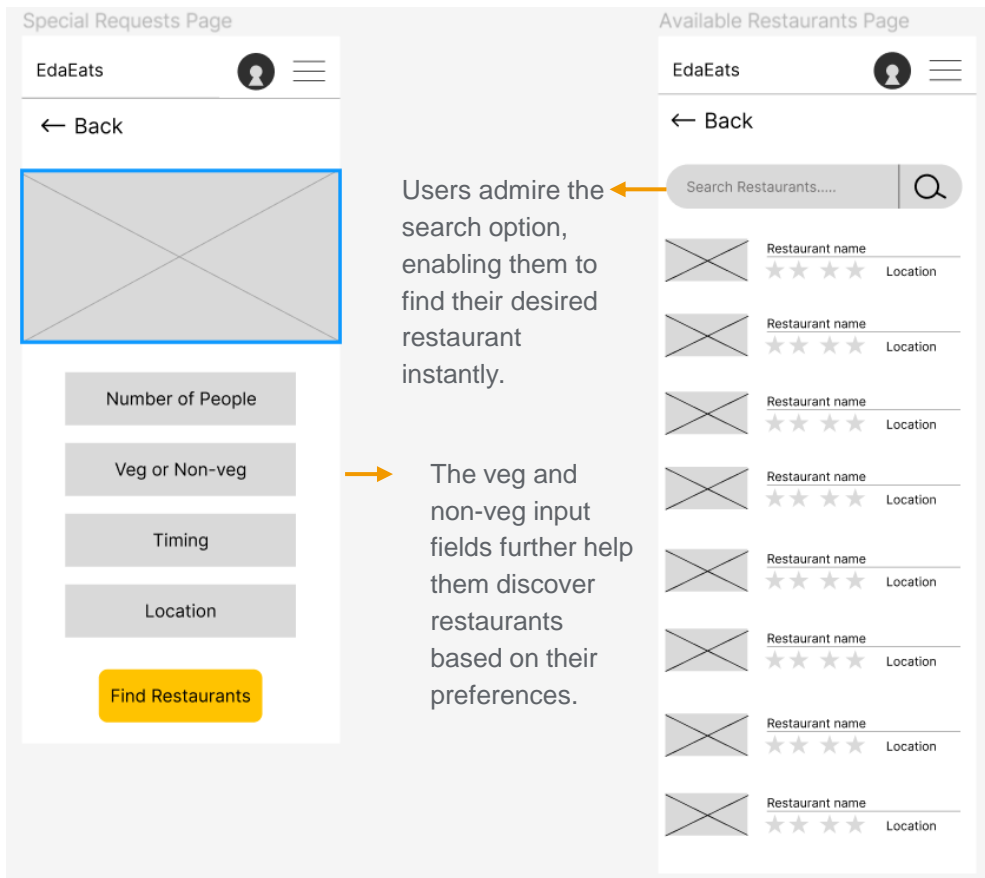 Special Requests Page
EdaEats
← Back
Number of People
Veg or Non-veg
Timing
Location
Find Restaurants
Users admire the
search option,
enabling them to
find their desired
restaurant
instantly.
The veg and
non-veg input
fields further help
them discover
restaurants
based on their
preferences.
Available Restaurants Page
EdaEats
← Back
Search Restaurants.....
Restaurant name
Location
Restaurant name
Location
Restaurant name
Location
Restaurant name
Location
Restaurant name
Location
Restaurant name
Location
Restaurant name
Location
Restaurant name
Location